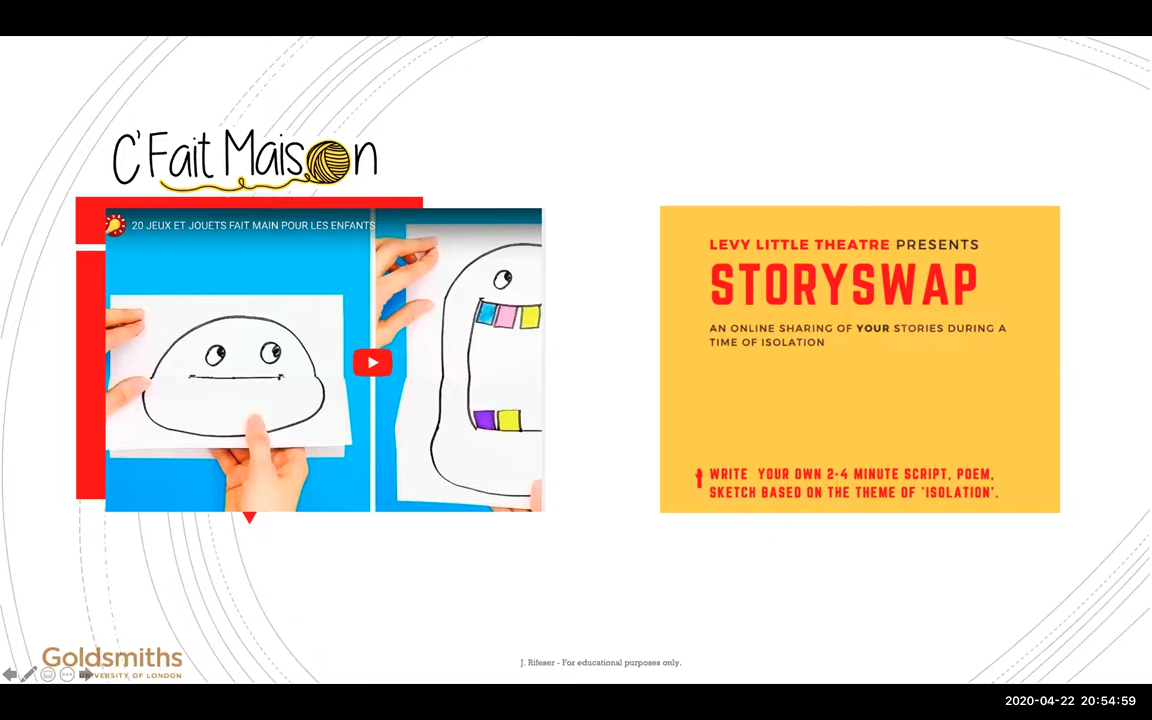 C'Fait Maison
20 JEUX ET JOUETS FAIT MAIN POUR LES ENFANTS
LEVY LITTLE THEATRE PRESENTS
STORYSWAP
AN ONLINE SHARING OF YOUR STORIES DURING A
TIME OF ISOLATION
WRITE YOUR OWN 2-4 MINUTE SCRIPT, POEM,
SKETCH BASED ON THE THEME OF 'ISOLATION'.
Goldsmiths
UNIVERSITY OF LONDON
J. Rifeser - For educational purposes only.
2020-04-22 20:54:59